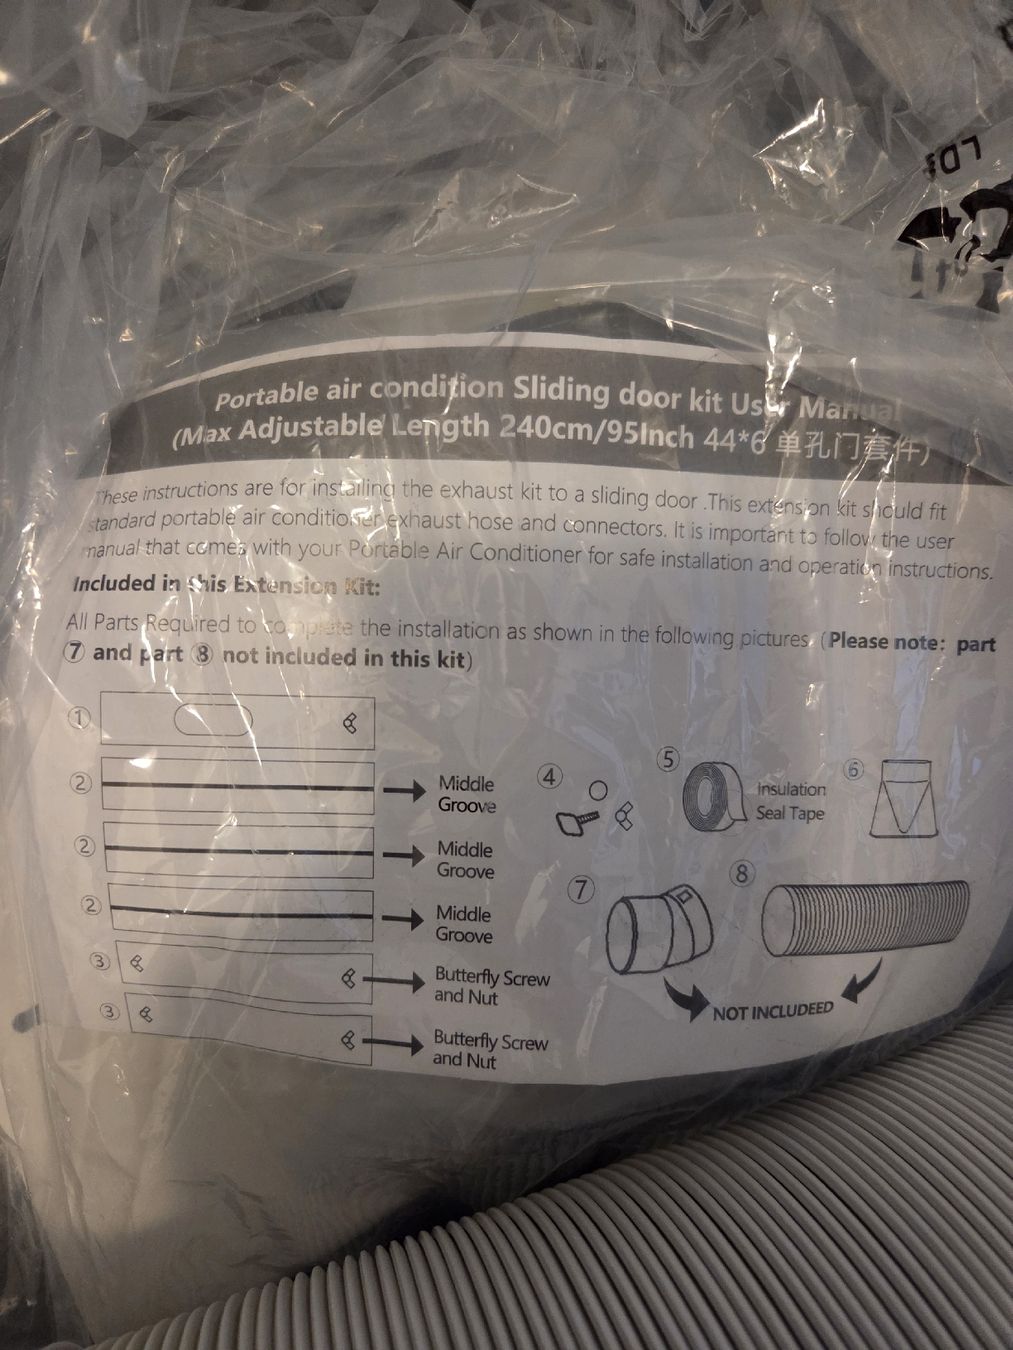 Portable air condition Sliding door kit User Manual
(Max Adjustable Length 240cm/95Inch 44*6 单孔门套件)
These instructions are for installing the exhaust kit to a sliding door .This extension kit should fit
standard portable air conditioner exhaust hose and connectors. It is important to follow the user
manual that comes with your Portable Air Conditioner for safe installation and operation instructions.
Included in this Extension Kit:
All Parts Required to complete the installation as shown in the following pictures. (Please note: part
⑦ and part ⑧ not included in this kit)
①
②
Middle
Groove
②
Middle
Groove
②
Middle
Groove
③
Butterfly Screw
and Nut
③
Butterfly Screw
and Nut
④
⑤
Insulation
Seal Tape
⑥
⑦
⑧
NOT INCLUDEED